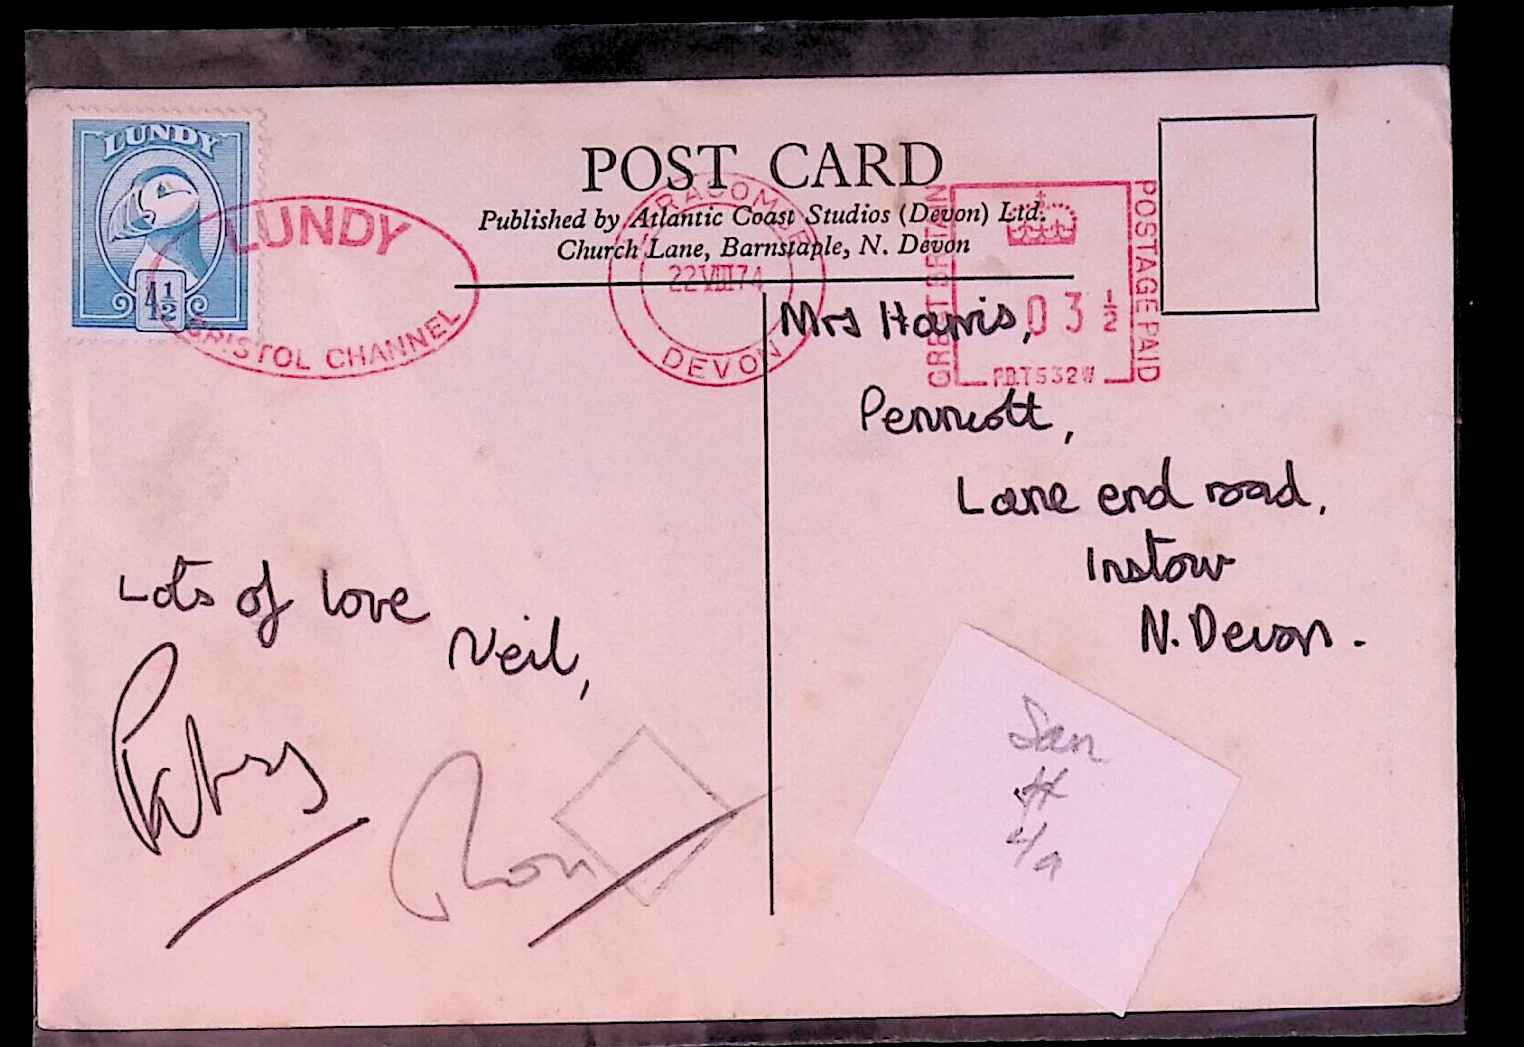 LUNDY
4½
LUNDY
BRISTOL CHANNEL
POST CARD
Published by Atlantic Coast Studios (Devon) Ltd.
Church Lane, Barnstaple, N. Devon
22 VIII 74
DEVON
GREAT BRITAIN
03½
POSTAGE PAID
P.B.T532W
Mrs Harris,
Lane end road,
Instow
N. Devon.
Lots of love
Neil,
Ron